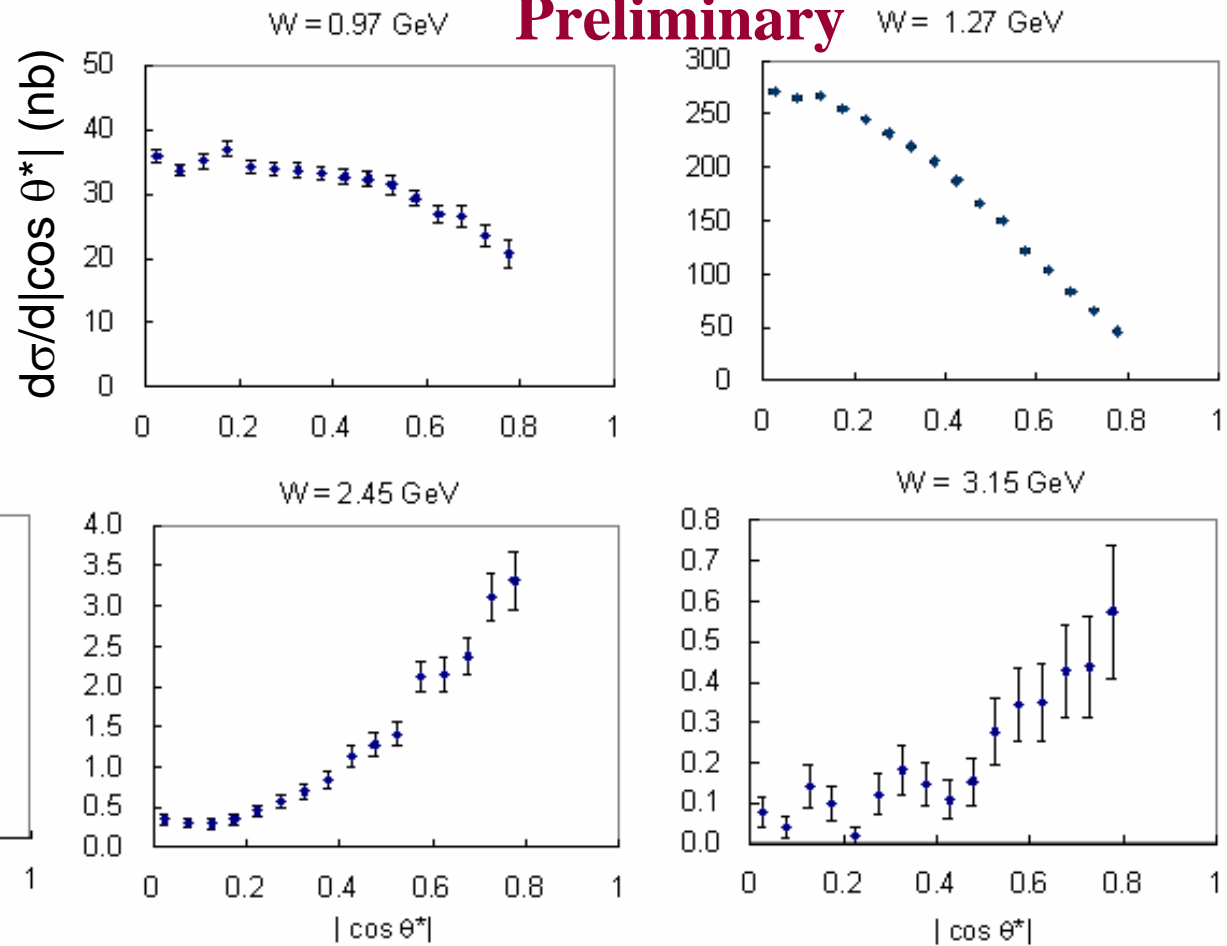 Preliminary
W = 0.97 GeV
W = 1.27 GeV
dσ/d|cos θ*| (nb)
50
40
30
20
10
0
0 0.2 0.4 0.6 0.8 1
300
250
200
150
100
50
0
0 0.2 0.4 0.6 0.8 1
W = 2.45 GeV
W = 3.15 GeV
1
4.0
3.5
3.0
2.5
2.0
1.5
1.0
0.5
0.0
0 0.2 0.4 0.6 0.8 1
| cos θ*|
0.8
0.7
0.6
0.5
0.4
0.3
0.2
0.1
0.0
0 0.2 0.4 0.6 0.8 1
| cos θ*|